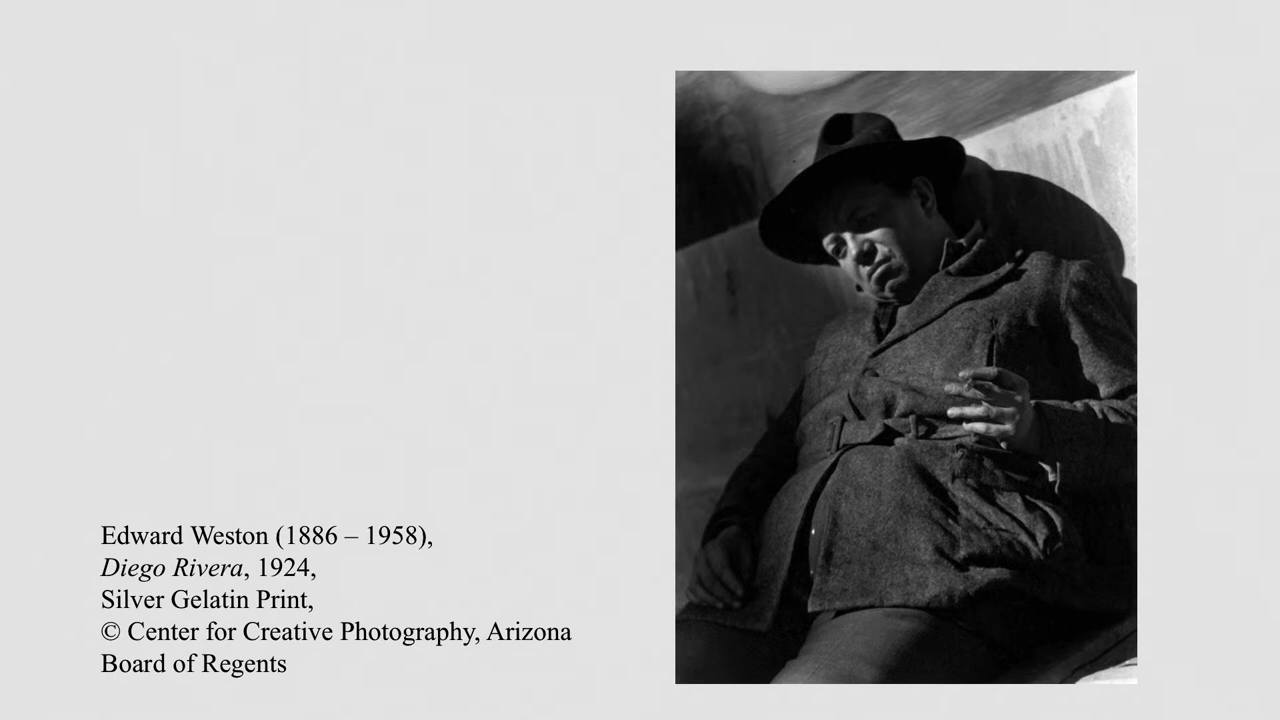 Edward Weston (1886 – 1958),
Diego Rivera, 1924,
Silver Gelatin Print,
© Center for Creative Photography, Arizona
Board of Regents